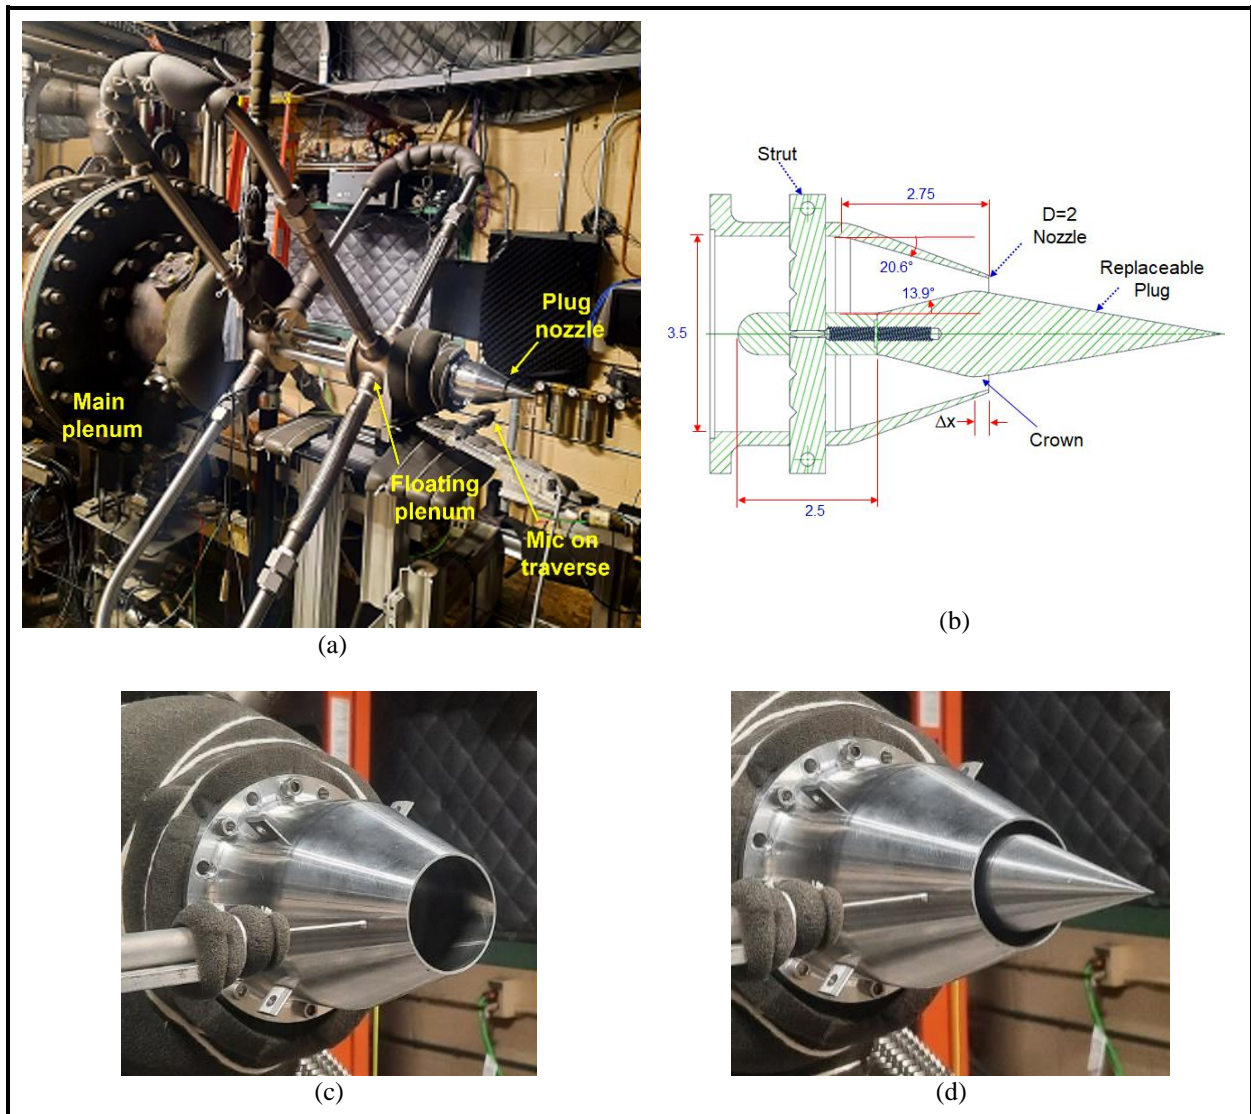 Main
plenum
Plug
nozzle
Floating
plenum
Mic on
traverse
(a)
Strut
2.75
D=2
Nozzle
20.6°
Replaceable
Plug
13.9°
3.5
Δx
Crown
2.5
(b)
(c)
(d)